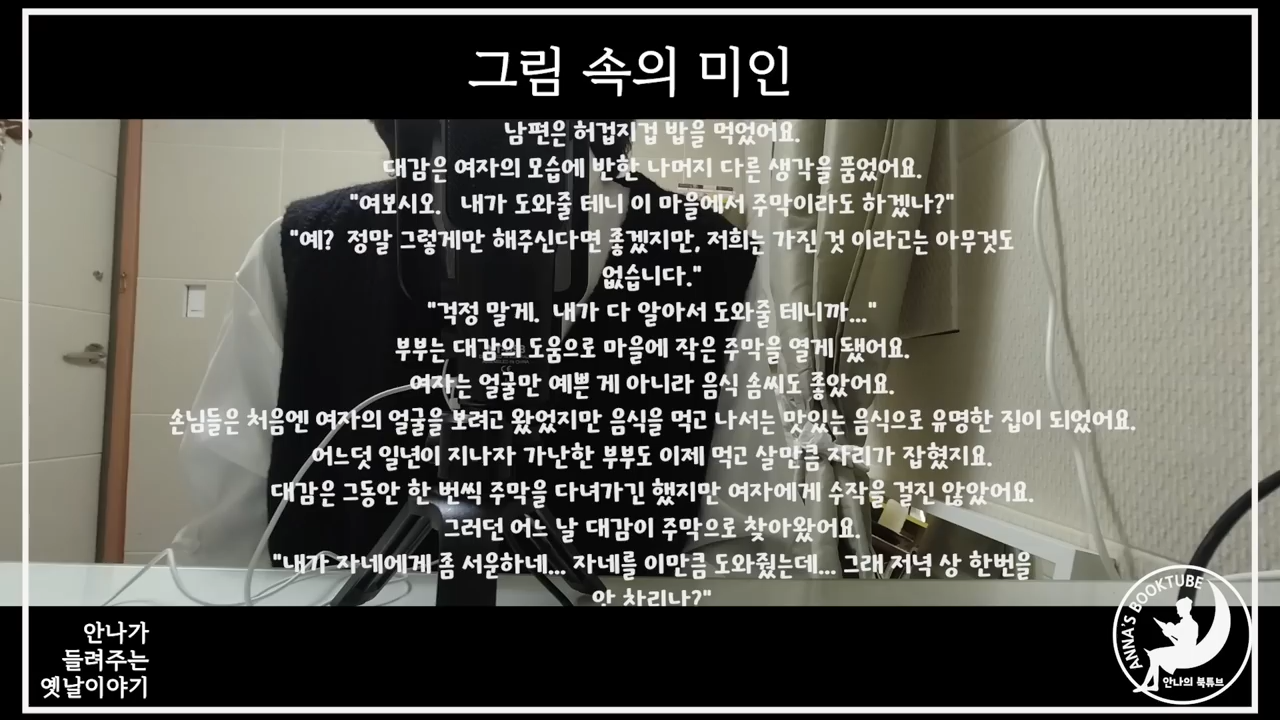 그림 속의 미인
남편은 허겁지겁 밥을 먹었어요.
대감은 여자의 모습에 반한 나머지 다른 생각을 품었어요.
"여보시오. 내가 도와줄 테니 이 마을에서 주막이라도 하겠나?"
"예? 정말 그렇게만 해주신다면 좋겠지만, 저희는 가진 것 이라고는 아무것도
없습니다."
"걱정 말게. 내가 다 알아서 도와줄 테니까..."
부부는 대감의 도움으로 마을에 작은 주막을 열게 됐어요.
여자는 얼굴만 예쁜 게 아니라 음식 솜씨도 좋았어요.
손님들은 처음엔 여자의 얼굴을 보려고 왔었지만 음식을 먹고 나서는 맛있는 음식으로 유명한 집이 되었어요.
어느덧 일년이 지나자 가난한 부부도 이제 먹고 살만큼 자리가 잡혔지요.
대감은 그동안 한 번씩 주막을 다녀가긴 했지만 여자에게 수작을 걸진 않았어요.
그러던 어느 날 대감이 주막으로 찾아왔어요.
"내가 자네에게 좀 서운하네... 자네를 이만큼 도와줬는데... 그래 저녁 상 한번을
안 차리나?"
안나가
들려주는
옛날이야기
ANNA'S BOOKTUBE
안나의 북튜브